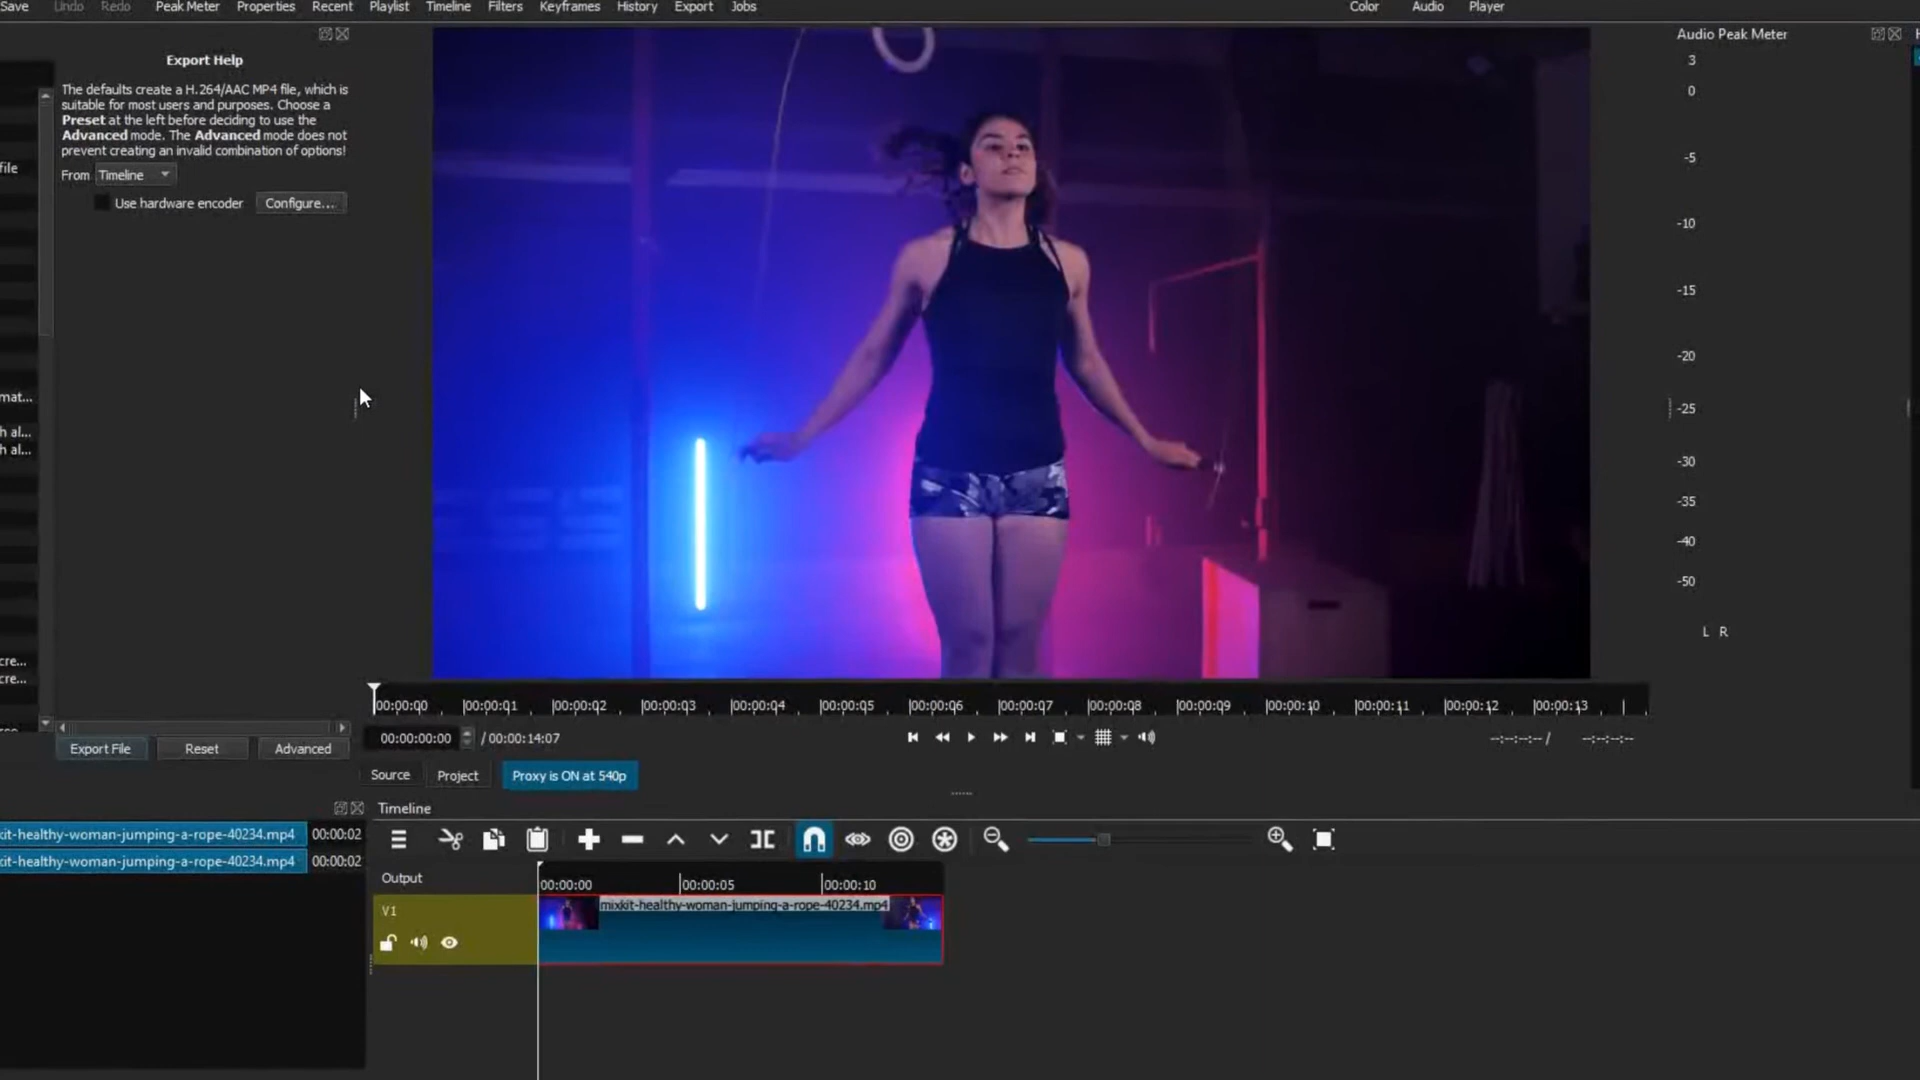 Save Undo Redo Peak Meter Properties Recent Playlist Timeline Filters Keyframes History Export Jobs Color Audio Player
Export Help
The defaults create a H.264/AAC MP4 file, which is
suitable for most users and purposes. Choose a
Preset at the left before deciding to use the
Advanced mode. The Advanced mode does not
prevent creating an invalid combination of options!
From Timeline
Use hardware encoder Configure...
file
mat...
h al...
h al...
cre...
cre...
Export File Reset Advanced
Audio Peak Meter
3
0
-5
-10
-15
-20
-25
-30
-35
-40
-50
L R
00:00:00 00:00:01 00:00:02 00:00:03 00:00:04 00:00:05 00:00:06 00:00:07 00:00:08 00:00:09 00:00:10 00:00:11 00:00:12 00:00:13
00:00:00:00 / 00:00:14:07 --:--:--:-- / --:--:--:--
Source Project Proxy is ON at 540p
kit-healthy-woman-jumping-a-rope-40234.mp4 00:00:02
kit-healthy-woman-jumping-a-rope-40234.mp4 00:00:02
Timeline
Output
00:00:00 00:00:05 00:00:10
V1
mixkit-healthy-woman-jumping-a-rope-40234.mp4